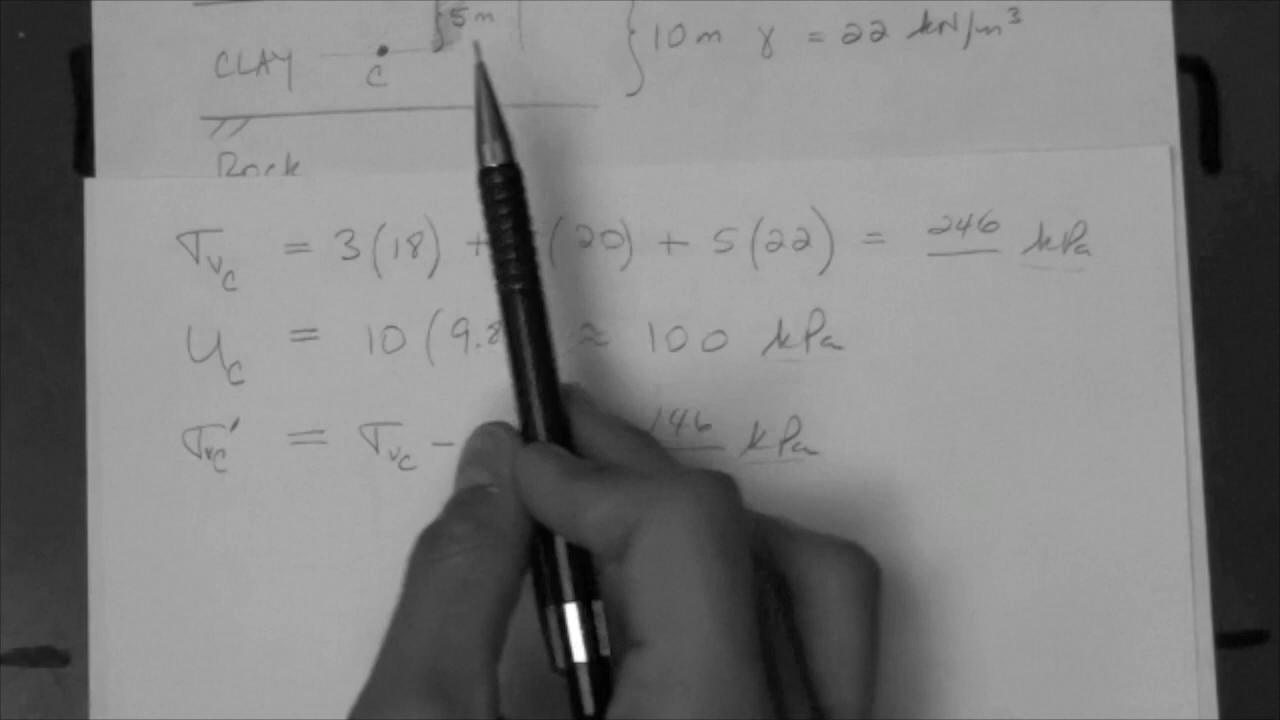 5m
10m γ = 22 kN/m³
CLAY
C
Rock
σvc = 3(18) + (20) + 5(22) = 246 kPa
uc = 10(9.8 ≈ 100 kPa
σvc' = σvc - 146 kPa